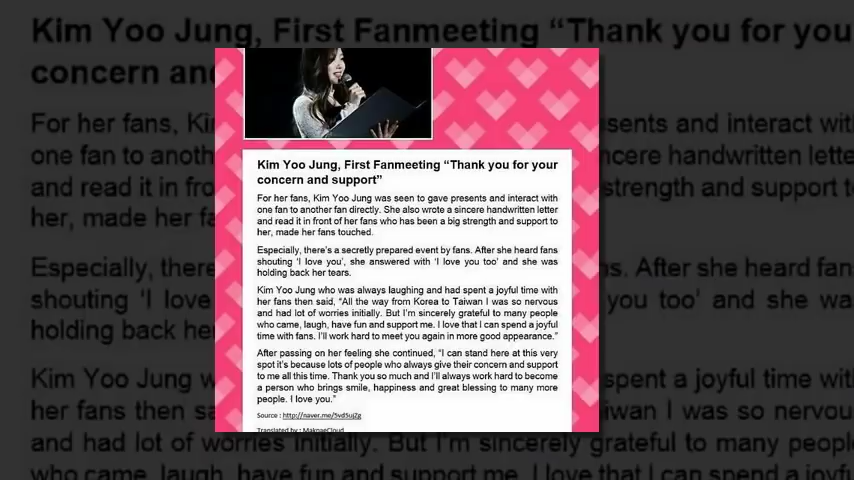 Kim Yoo Jung, First Fanmeeting “Thank you for your
concern and support”
For her fans, Kim Yoo Jung was seen to gave presents and interact with
one fan to another fan directly. She also wrote a sincere handwritten letter
and read it in front of her fans who has been a big strength and support to
her, made her fans touched.
Especially, there’s a secretly prepared event by fans. After she heard fans
shouting ‘I love you’, she answered with ‘I love you too’ and she was
holding back her tears.
Kim Yoo Jung who was always laughing and had spent a joyful time with
her fans then said, “All the way from Korea to Taiwan I was so nervous
and had lot of worries initially. But I’m sincerely grateful to many people
who came, laugh, have fun and support me. I love that I can spend a joyful
time with fans. I’ll work hard to meet you again in more good appearance.”
After passing on her feeling she continued, “I can stand here at this very
spot it’s because lots of people who always give their concern and support
to me all this time. Thank you so much and I’ll always work hard to become
a person who brings smile, happiness and great blessing to many more
people. I love you.”
Source : http://naver.me/5vd5ujZg
Translated by : MaknaeCloud